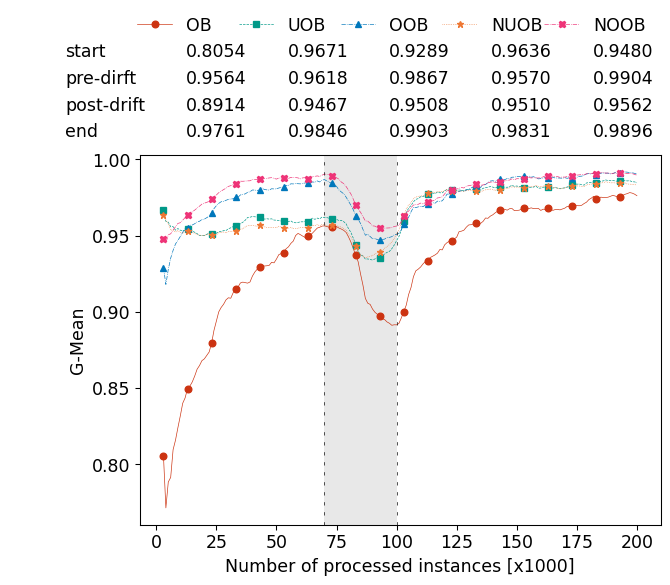 OB UOB OOB NUOB NOOB
start 0.8054 0.9671 0.9289 0.9636 0.9480
pre-dirft 0.9564 0.9618 0.9867 0.9570 0.9904
post-drift 0.8914 0.9467 0.9508 0.9510 0.9562
end 0.9761 0.9846 0.9903 0.9831 0.9896
1.00
0.95
0.90
0.85
0.80
G-Mean
0 25 50 75 100 125 150 175 200
Number of processed instances [x1000]